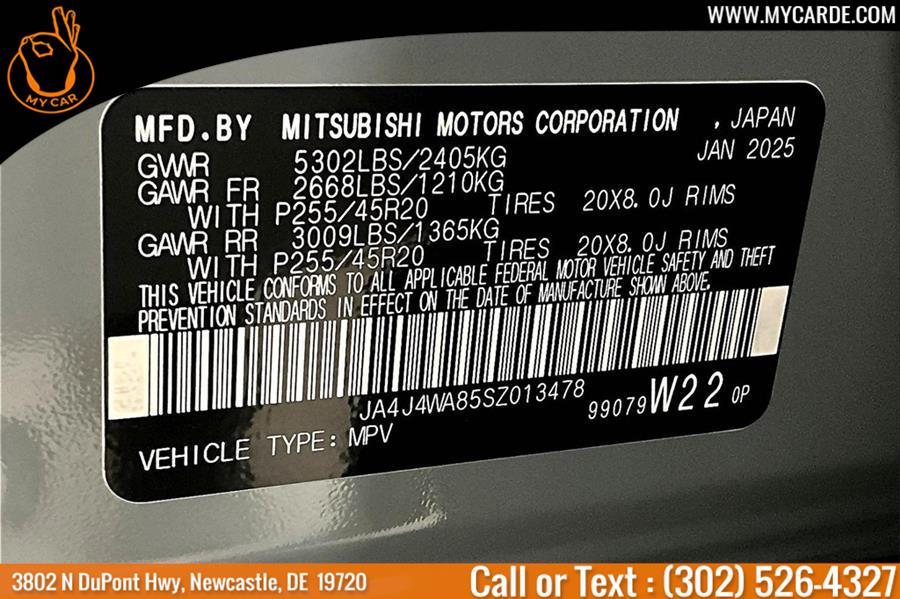 WWW.MYCARDE.COM
MY CAR
MFD.BY MITSUBISHI MOTORS CORPORATION , JAPAN
JAN 2025
GVWR 5302LBS/2405KG
GAWR FR 2668LBS/1210KG
WITH P255/45R20 TIRES 20X8.0J RIMS
GAWR RR 3009LBS/1365KG
WITH P255/45R20 TIRES 20X8.0J RIMS
THIS VEHICLE CONFORMS TO ALL APPLICABLE FEDERAL MOTOR VEHICLE SAFETY AND THEFT
PREVENTION STANDARDS IN EFFECT ON THE DATE OF MANUFACTURE SHOWN ABOVE.
JA4J4WA85SZ013478
99079 W22 0P
VEHICLE TYPE: MPV
3802 N DuPont Hwy, Newcastle, DE 19720
Call or Text : (302) 526-4327